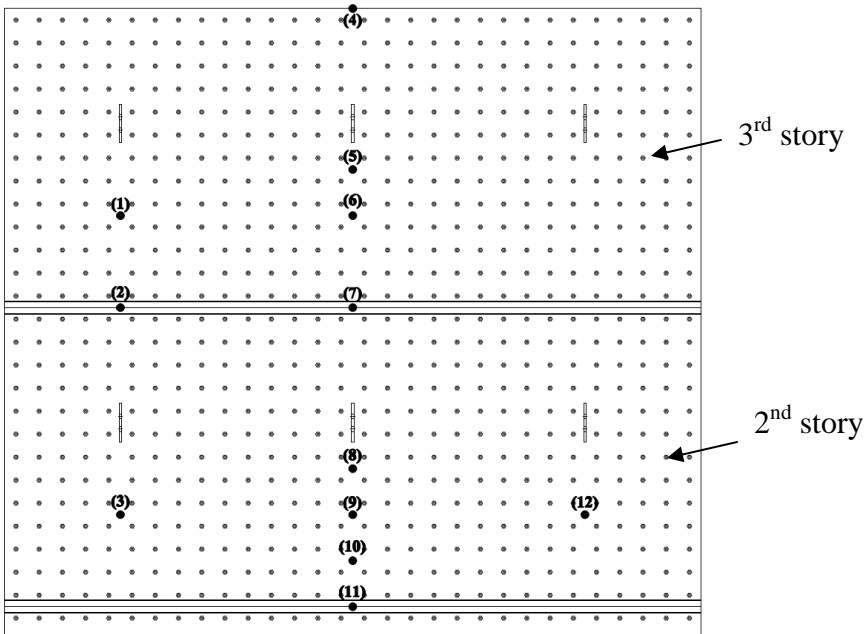 (4)
3rd story
(5)
(1) (6)
(2) (7)
2nd story
(8)
(3) (9) (12)
(10)
(11)